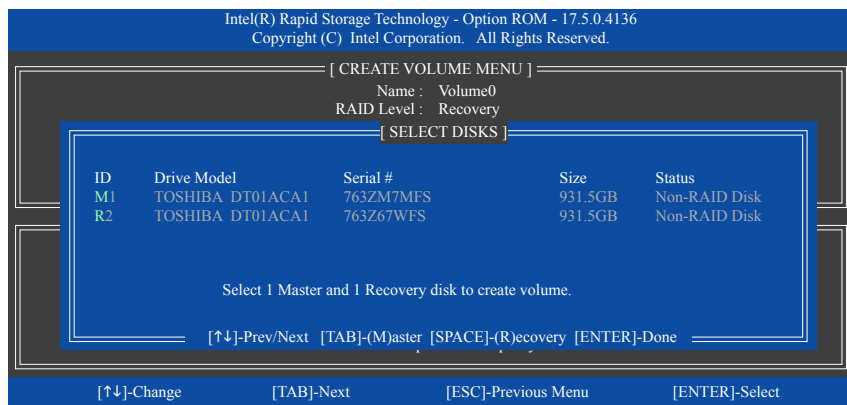 Intel(R) Rapid Storage Technology - Option ROM - 17.5.0.4136
Copyright (C) Intel Corporation. All Rights Reserved.
[ CREATE VOLUME MENU ]
Name : Volume0
RAID Level : Recovery
[ SELECT DISKS ]
ID Drive Model Serial # Size Status
M1 TOSHIBA DT01ACA1 763ZM7MFS 931.5GB Non-RAID Disk
R2 TOSHIBA DT01ACA1 763Z67WFS 931.5GB Non-RAID Disk
Select 1 Master and 1 Recovery disk to create volume.
[↑↓]-Prev/Next [TAB]-(M)aster [SPACE]-(R)ecovery [ENTER]-Done
[↑↓]-Change [TAB]-Next [ESC]-Previous Menu [ENTER]-Select